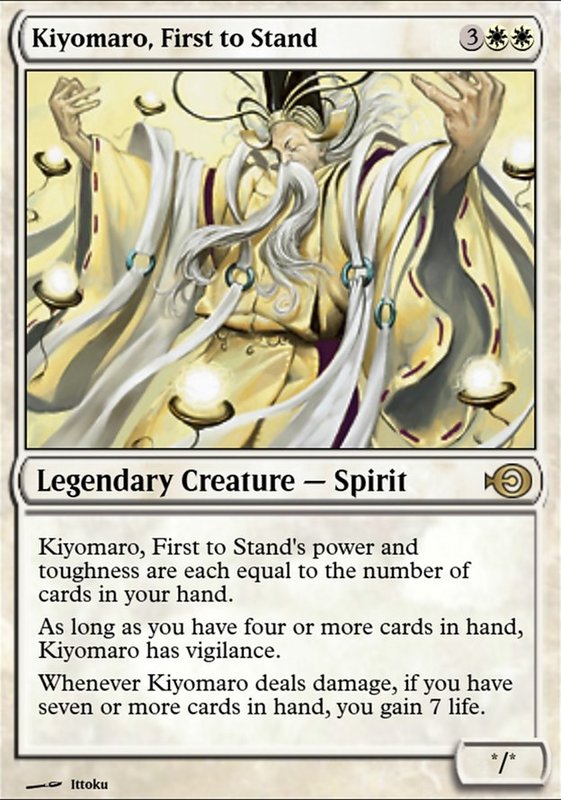 Kiyomaro, First to Stand 3
Legendary Creature — Spirit
Kiyomaro, First to Stand's power and
toughness are each equal to the number of
cards in your hand.
As long as you have four or more cards in hand,
Kiyomaro has vigilance.
Whenever Kiyomaro deals damage, if you have
seven or more cards in hand, you gain 7 life.
*/*
Ittoku